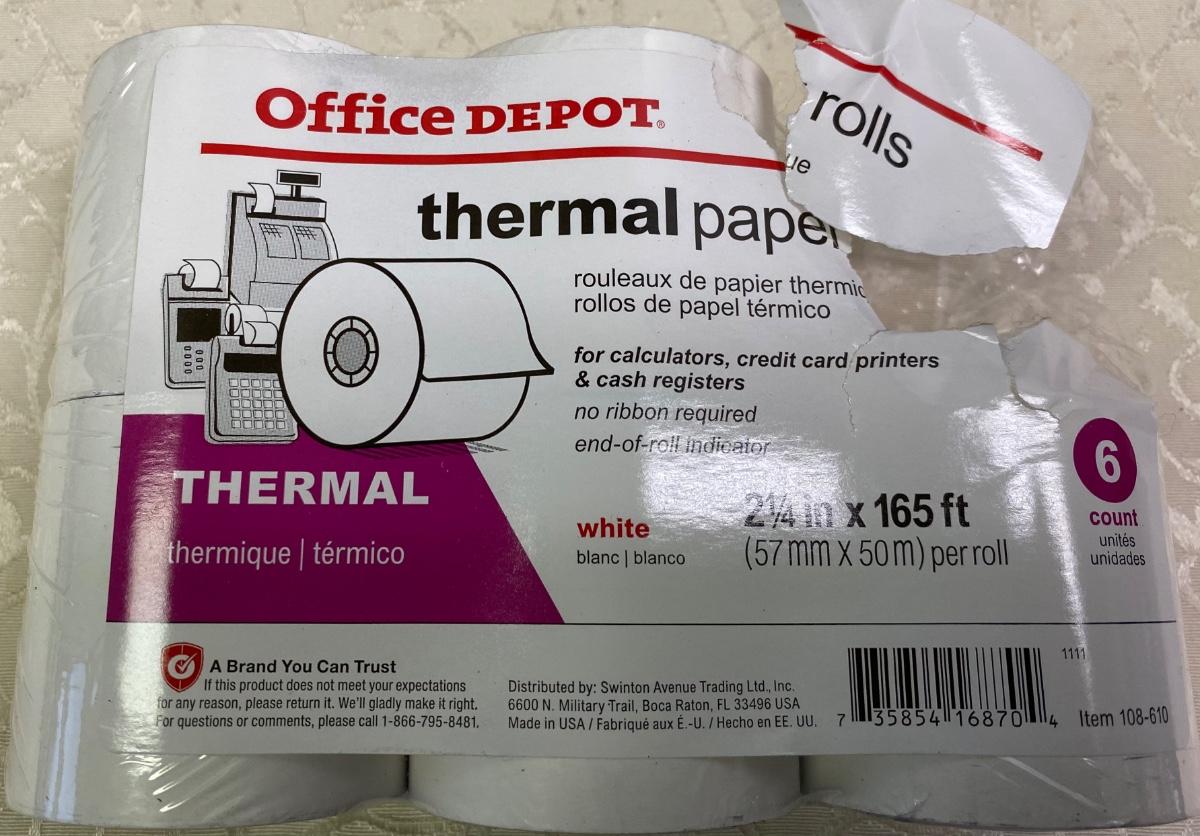 Office DEPOT®
rolls
ue
thermal paper
rouleaux de papier thermic
rollos de papel térmico
for calculators, credit card printers
& cash registers
no ribbon required
end-of-roll indicator
THERMAL
thermique | térmico
white
blanc | blanco
2¼ in x 165 ft
(57 mm X 50 m) per roll
6
count
unités
unidades
A Brand You Can Trust
If this product does not meet your expectations
for any reason, please return it. We'll gladly make it right.
For questions or comments, please call 1-866-795-8481.
Distributed by: Swinton Avenue Trading Ltd., Inc.
6600 N. Military Trail, Boca Raton, FL 33496 USA
Made in USA / Fabriqué aux É.-U. / Hecho en EE. UU.
1111
7 35854 16870 4
Item 108-610